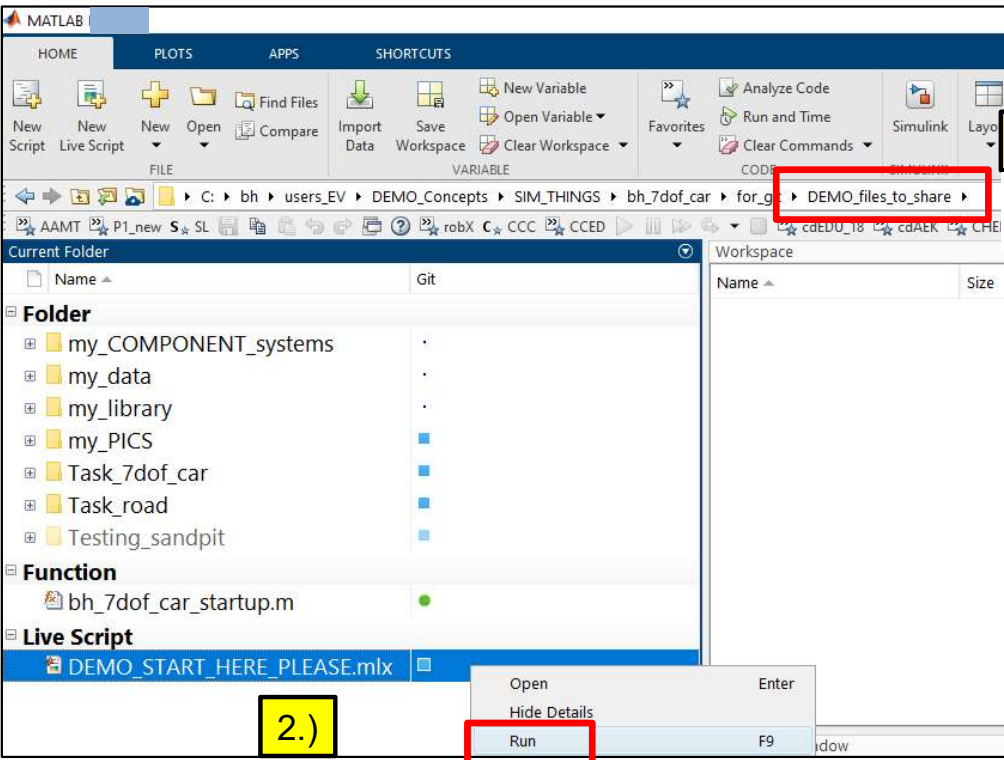 MATLAB
HOME PLOTS APPS SHORTCUTS
New Script
New Live Script
New
Open
Find Files
Compare
Import Data
Save Workspace
New Variable
Open Variable
Clear Workspace
Favorites
Analyze Code
Run and Time
Clear Commands
Simulink
FILE VARIABLE CODE SIMULINK
C: bh users_EV DEMO_Concepts SIM_THINGS bh_7dof_car DEMO_files_to_share
AAMT P1_new SL robX CCC CCED cdEDU_18 cdAEK
Current Folder
Name Git
Folder
my_COMPONENT_systems
my_data
my_library
my_PICS
Task_7dof_car
Task_road
Testing_sandpit
Function
bh_7dof_car_startup.m
Live Script
DEMO_START_HERE_PLEASE.mlx
Workspace
Name Size
Open Enter
Hide Details
Run F9
2.)